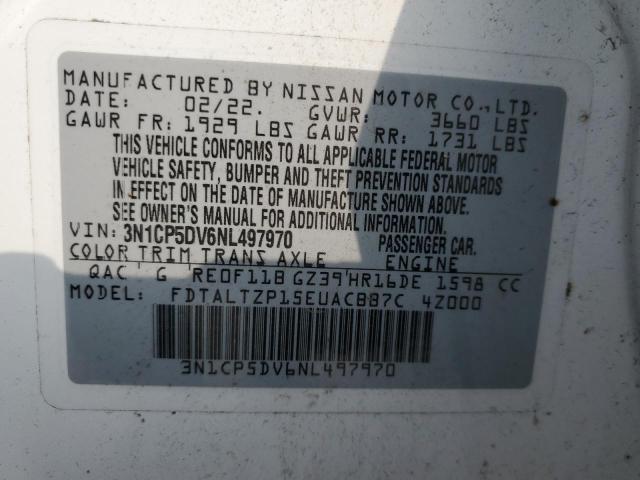 MANUFACTURED BY NISSAN MOTOR CO.,LTD.
DATE: 02/22. GVWR: 3660 LBS
GAWR FR: 1929 LBS GAWR RR: 1731 LBS
THIS VEHICLE CONFORMS TO ALL APPLICABLE FEDERAL MOTOR
VEHICLE SAFETY, BUMPER AND THEFT PREVENTION STANDARDS
IN EFFECT ON THE DATE OF MANUFACTURE SHOWN ABOVE.
SEE OWNER'S MANUAL FOR ADDITIONAL INFORMATION.
VIN: 3N1CP5DV6NL497970 PASSENGER CAR.
COLOR TRIM TRANS AXLE ENGINE
QAC G RE0F11B GZ39 HR16DE 1598 CC
MODEL: FDTALTZP15EUACBB7C 4Z000
3N1CP5DV6NL497970